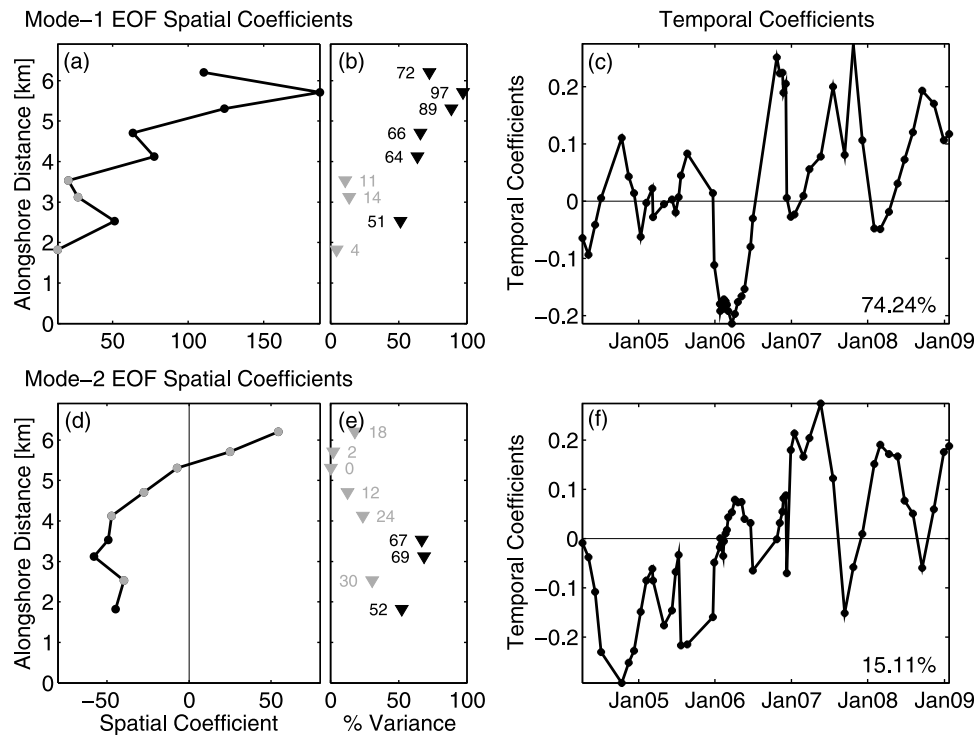 Mode−1 EOF Spatial Coefficients
Temporal Coefficients
(a)
(b)
(c)
Alongshore Distance [km]
6
5
4
3
2
1
0
50
100
150
72
97
89
66
64
11
14
51
4
0
50
100
Temporal Coefficients
0.2
0.1
0
−0.1
−0.2
74.24%
Jan05
Jan06
Jan07
Jan08
Jan09
Mode−2 EOF Spatial Coefficients
(d)
(e)
(f)
Alongshore Distance [km]
6
5
4
3
2
1
0
−50
0
50
Spatial Coefficient
18
2
0
12
24
67
69
30
52
0
50
100
% Variance
Temporal Coefficients
0.2
0.1
0
−0.1
−0.2
15.11%
Jan05
Jan06
Jan07
Jan08
Jan09